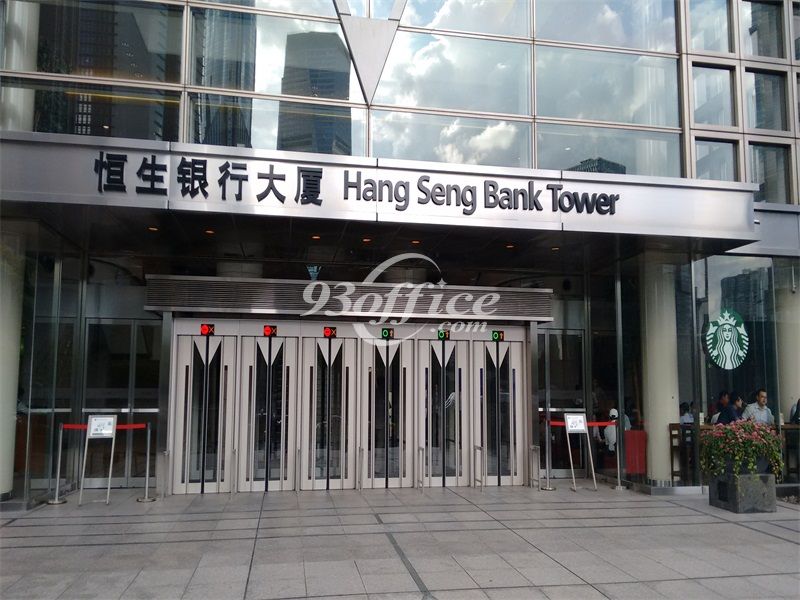 恒生银行大厦 Hang Seng Bank Tower
93office
.com